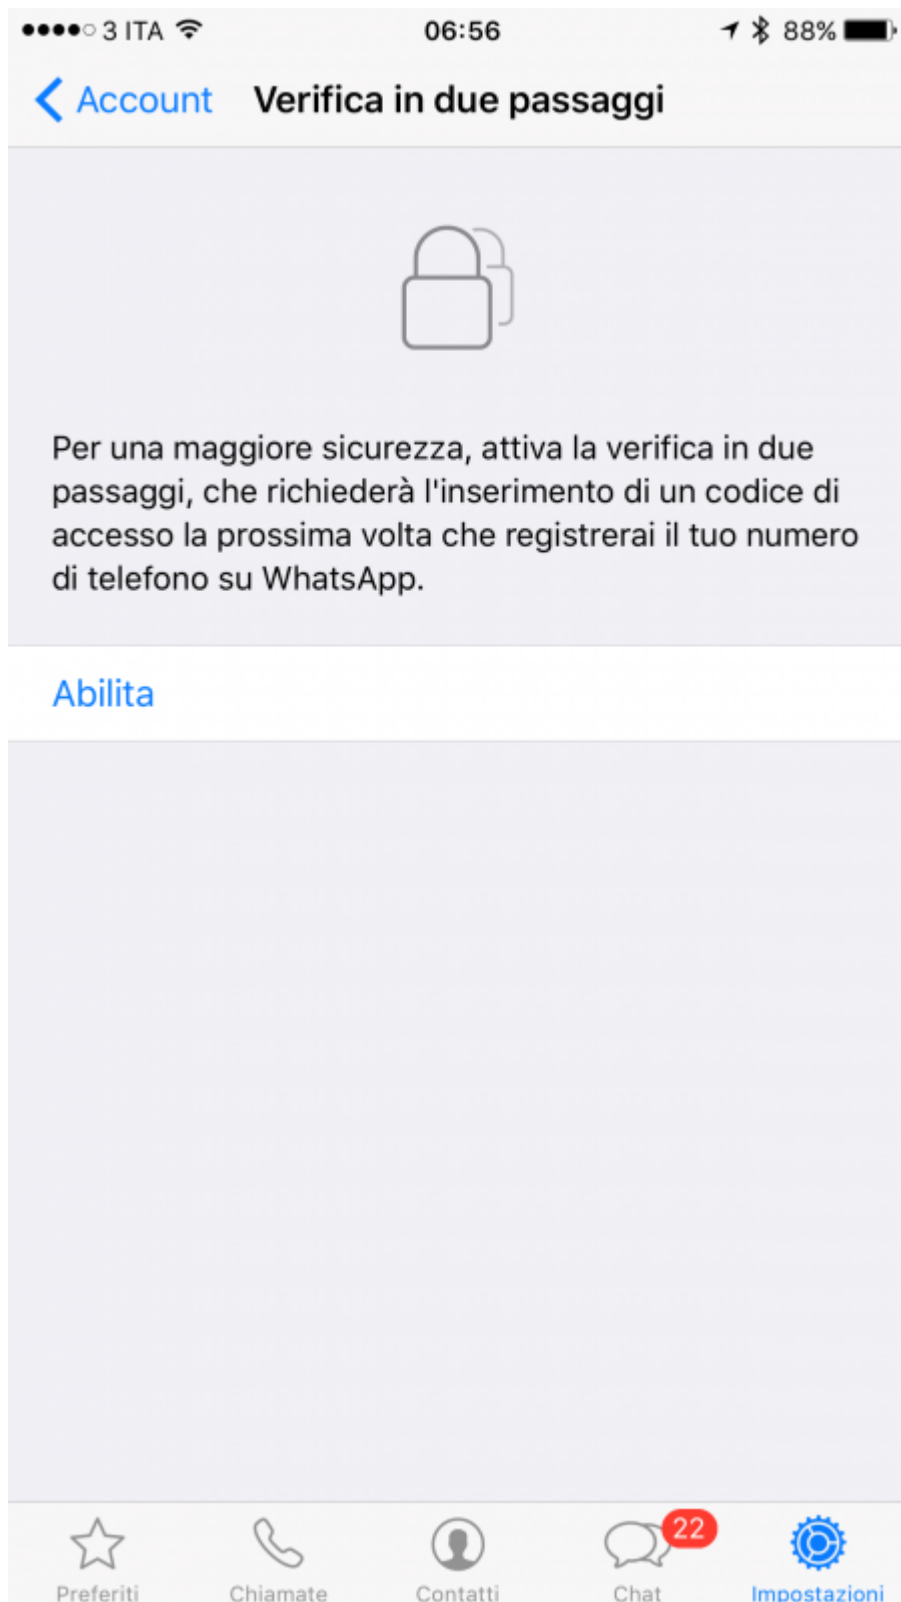 3 ITA 06:56 88%
Account Verifica in due passaggi
Per una maggiore sicurezza, attiva la verifica in due
passaggi, che richiederà l'inserimento di un codice di
accesso la prossima volta che registrerai il tuo numero
di telefono su WhatsApp.
Abilita
22
Preferiti Chiamate Contatti Chat Impostazioni